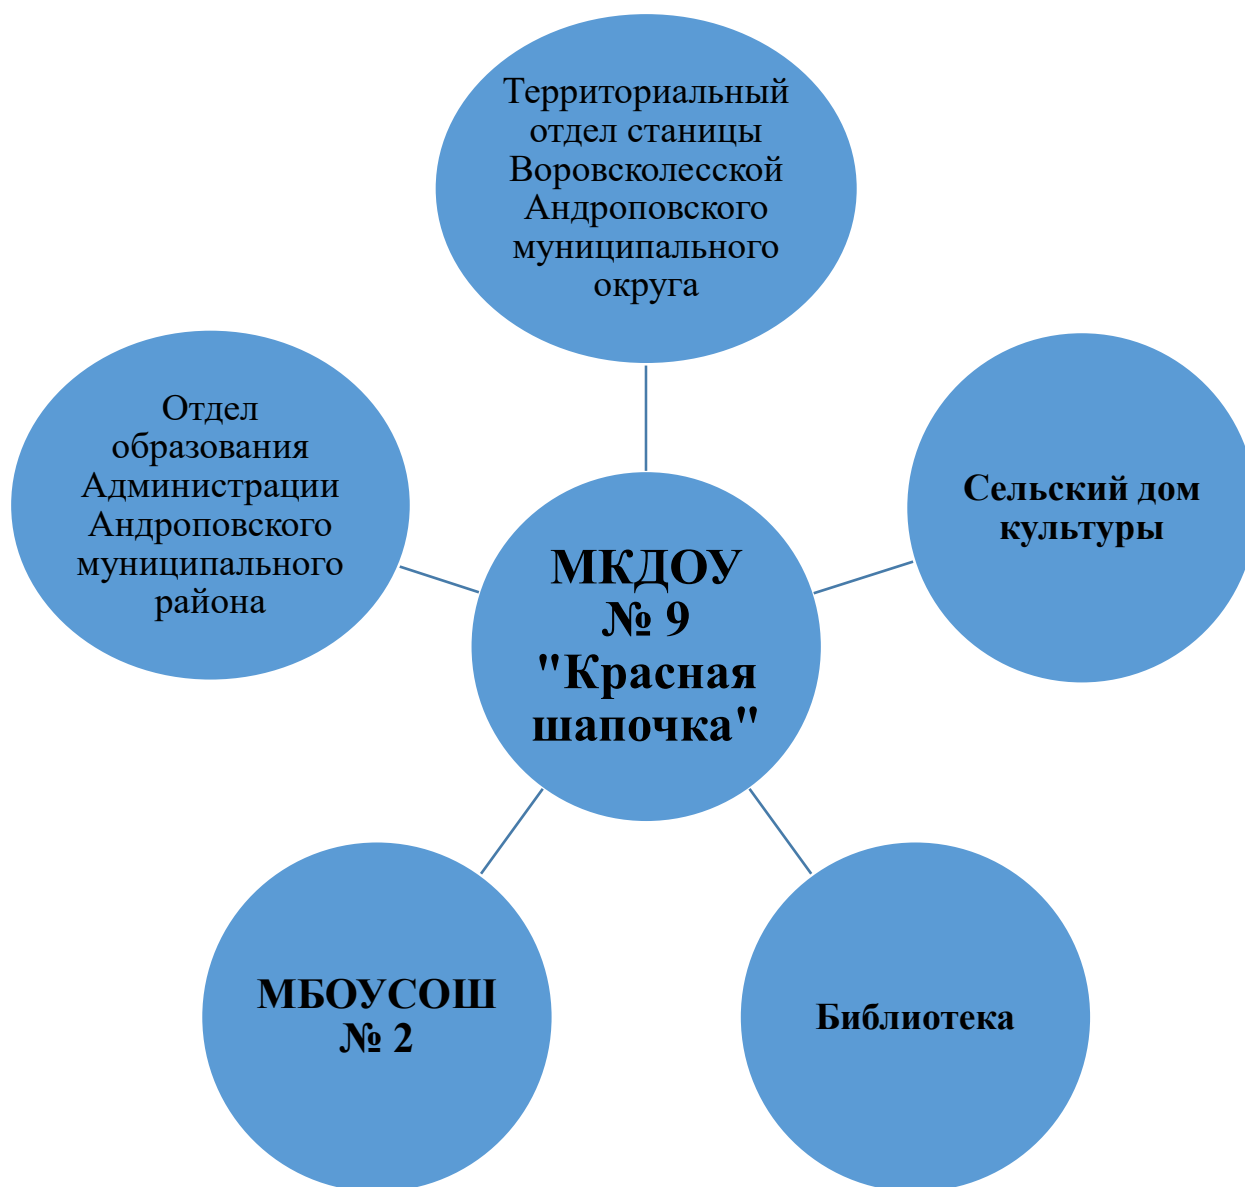 Территориальный
отдел станицы
Воровсколесской
Андроповского
муниципального
округа
Отдел
образования
Администрации
Андроповского
муниципального
района
Сельский дом
культуры
МКДОУ
№ 9
"Красная
шапочка"
МБОУСОШ
№ 2
Библиотека